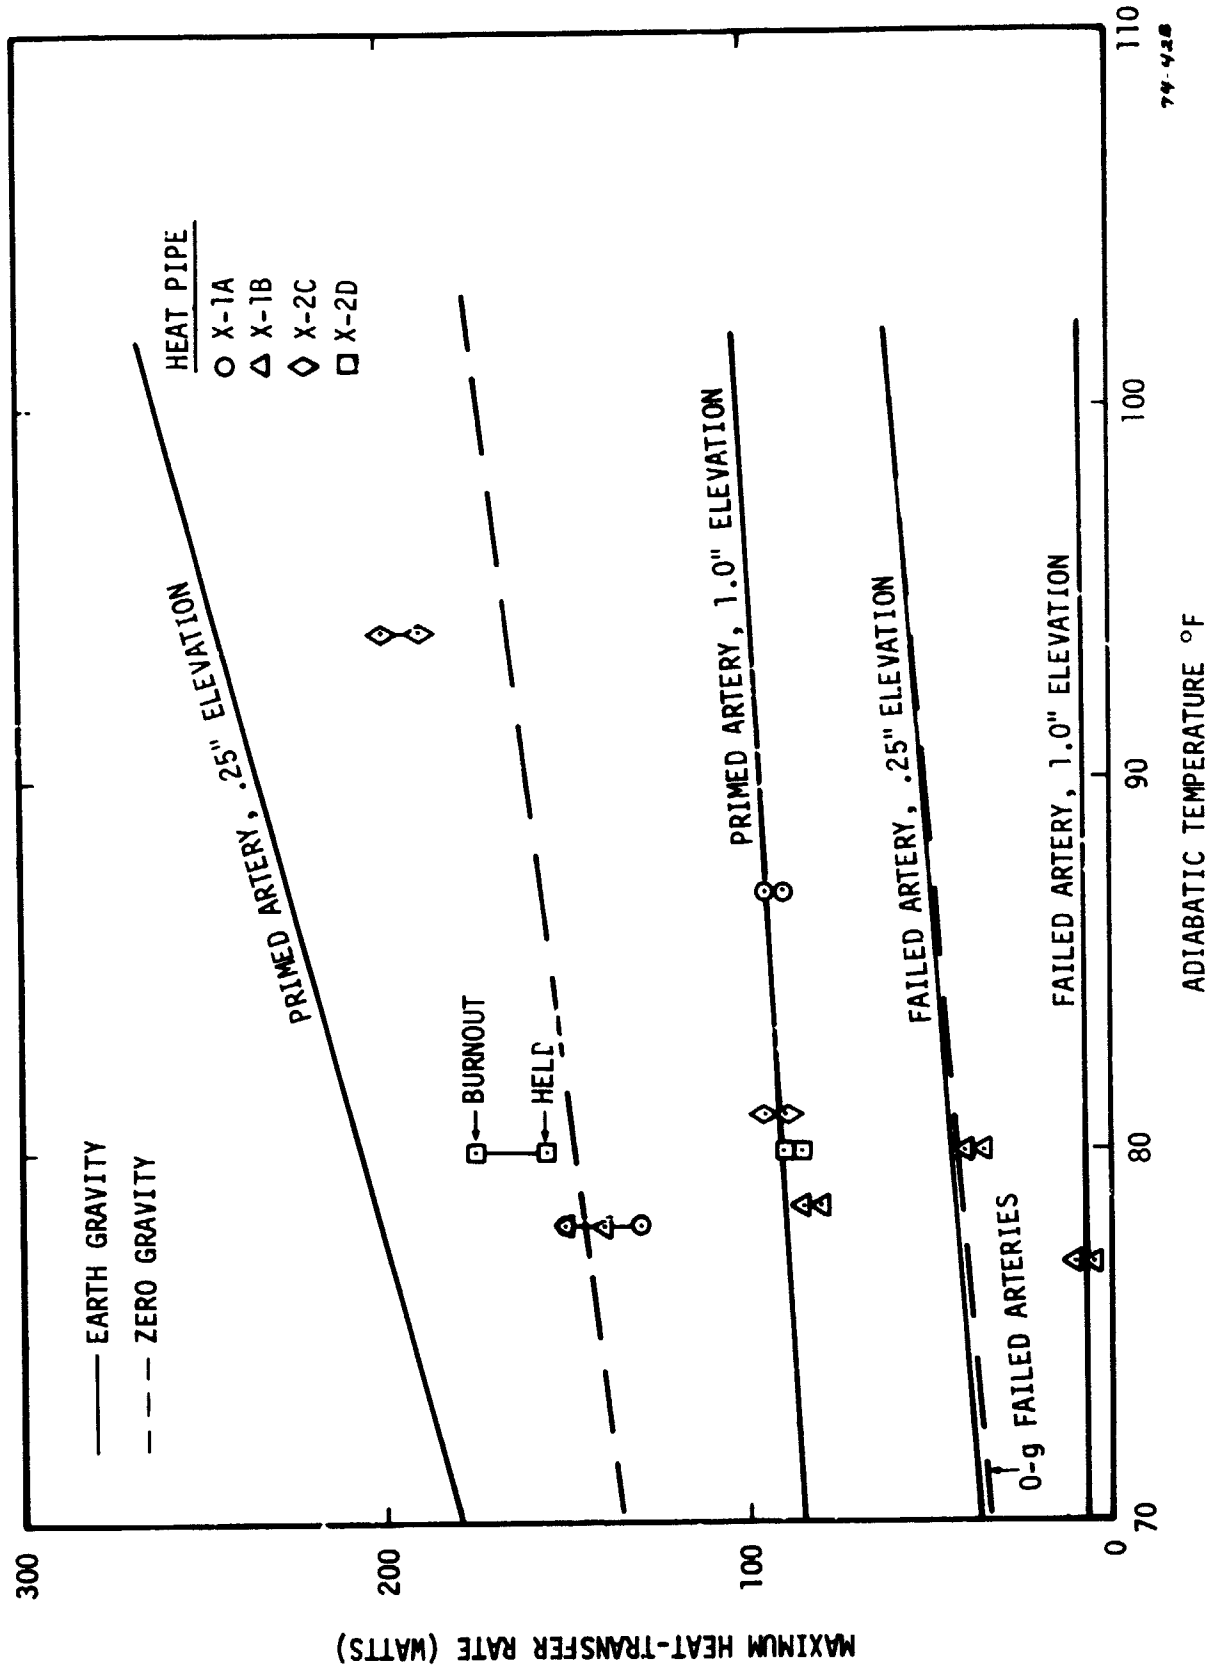 MAXIMUM HEAT-TRANSFER RATE (WATTS)
300
200
100
0
EARTH GRAVITY
ZERO GRAVITY
HEAT PIPE
X-1A
X-1B
X-2C
X-2D
PRIMED ARTERY, .25" ELEVATION
BURNOUT
HELD
PRIMED ARTERY, 1.0" ELEVATION
FAILED ARTERY, .25" ELEVATION
O-g FAILED ARTERIES
FAILED ARTERY, 1.0" ELEVATION
70
80
90
100
110
ADIABATIC TEMPERATURE °F
74-428